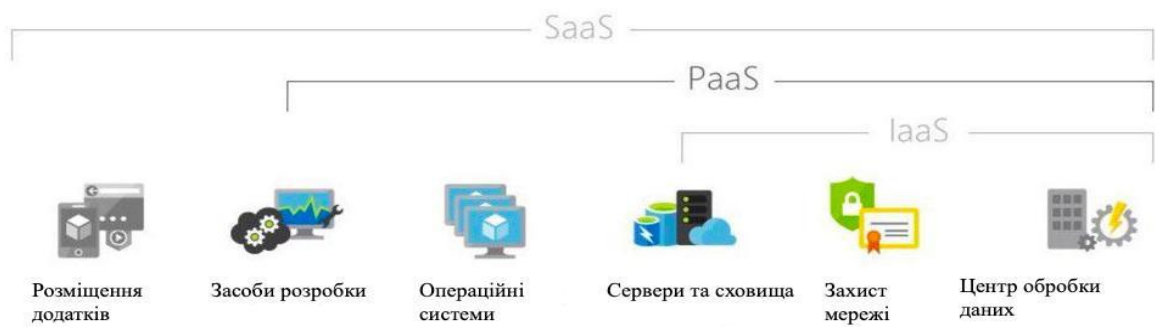 SaaS
PaaS
IaaS
Розміщення
додатків
Засоби розробки
Операційні
системи
Сервери та сховища
Захист
мережі
Центр обробки
даних